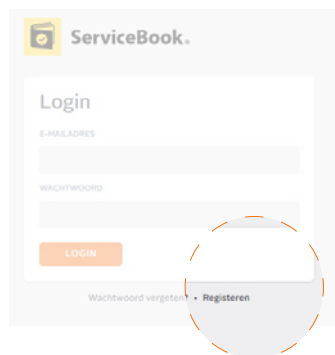 ServiceBook.
Login
E-MAILADRES
WACHTWOORD
LOGIN
Wachtwoord vergeten? • Registeren